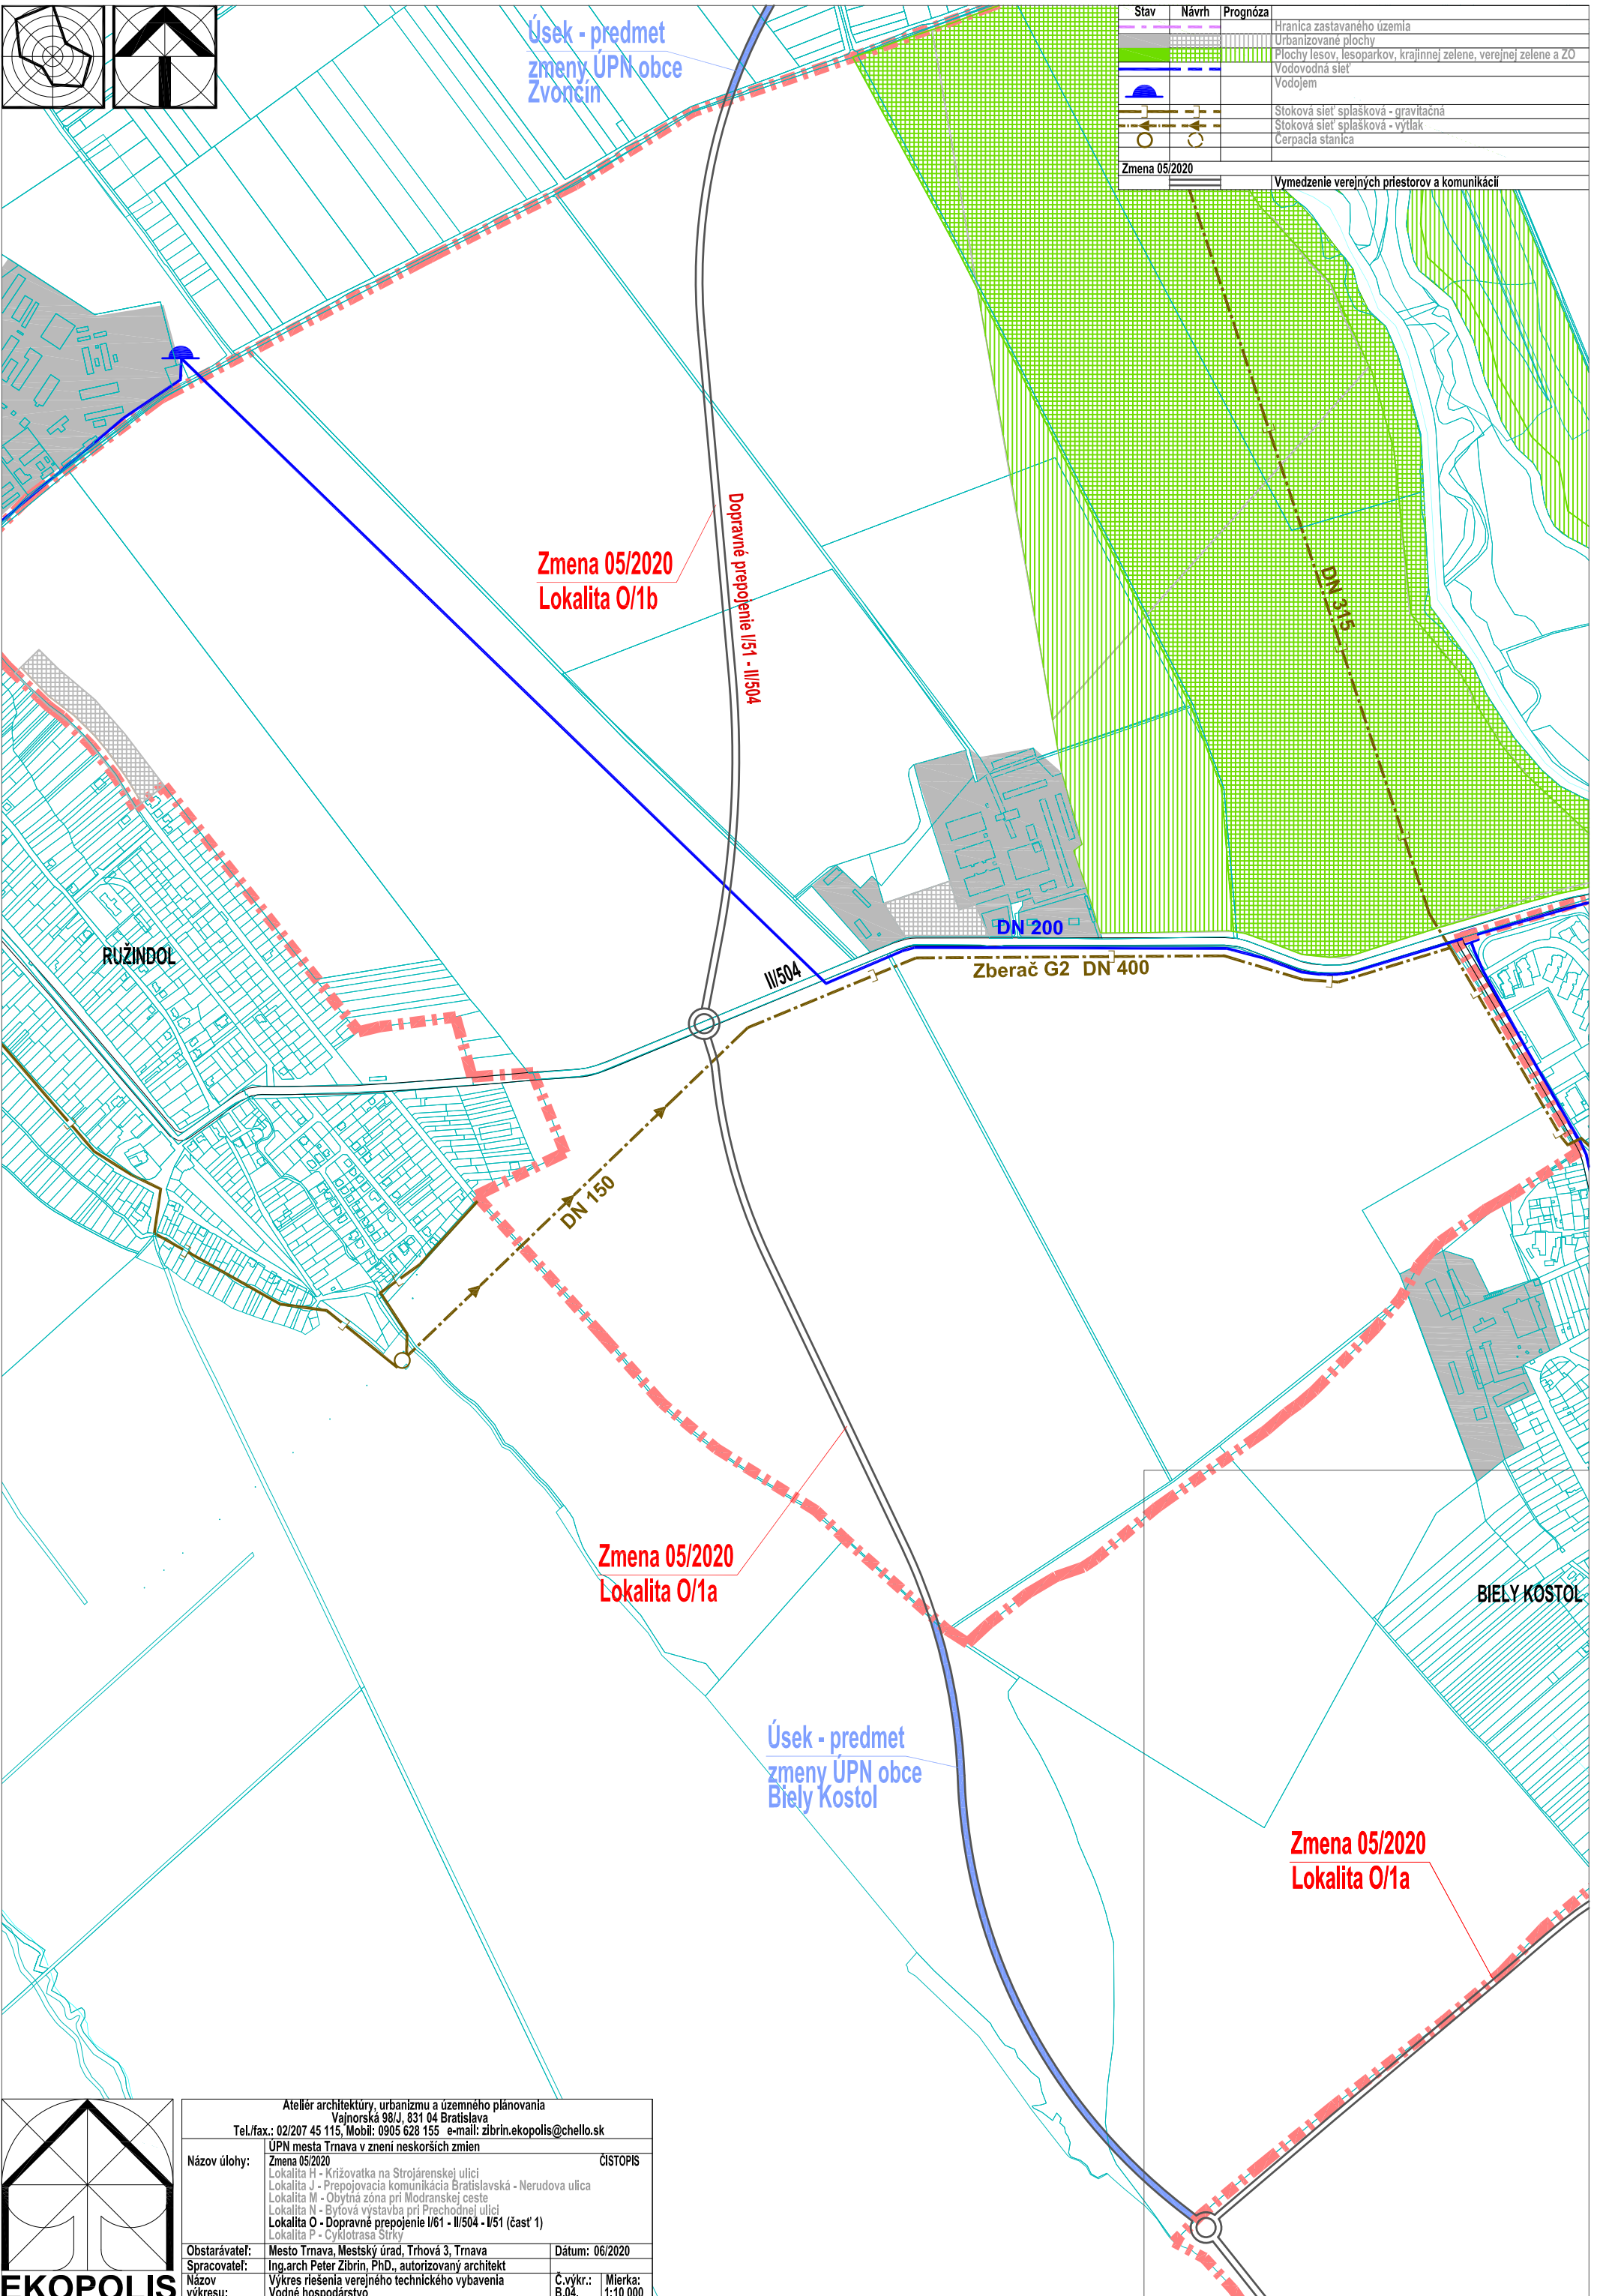 Úsek - predmet
zmeny ÚPN obce
Zvončín
Stav Návrh Prognóza
Hranica zastavaného územia
Urbanizované plochy
Plochy lesov, lesoparkov, krajinnej zelene, verejnej zelene a ZO
Vodovodná sieť
Vodojem
Stoková sieť splašková - gravitačná
Stoková sieť splašková - výtlak
Čerpacia stanica
Zmena 05/2020
Vymedzenie verejných priestorov a komunikácií
Zmena 05/2020
Lokalita O/1b
Dopravné prepojenie I/51 - II/504
DN 315
RUŽINDOL
II/504
DN 200
Zberač G2 DN 400
DN 150
Zmena 05/2020
Lokalita O/1a
BIELY KOSTOL
Úsek - predmet
zmeny ÚPN obce
Biely Kostol
Zmena 05/2020
Lokalita O/1a
EKOPOLIS
Ateliér architektúry, urbanizmu a územného plánovania
Vajnorská 98/J, 831 04 Bratislava
Tel./fax.: 02/207 45 115, Mobil: 0905 628 155 e-mail: zibrin.ekopolis@chello.sk
Názov úlohy:
ÚPN mesta Trnava v znení neskorších zmien
Zmena 05/2020 ČISTOPIS
Lokalita H - Križovatka na Strojárenskej ulici
Lokalita J - Prepojovacia komunikácia Bratislavská - Nerudova ulica
Lokalita M - Obytná zóna pri Modranskej ceste
Lokalita N - Bytová výstavba pri Prechodnej ulici
Lokalita O - Dopravné prepojenie I/61 - II/504 - I/51 (časť 1)
Lokalita P - Cyklotrasa Štrky
Obstarávateľ: Mesto Trnava, Mestský úrad, Trhová 3, Trnava Dátum: 06/2020
Spracovateľ: Ing.arch Peter Zibrin, PhD., autorizovaný architekt
Názov Výkres riešenia verejného technického vybavenia Č.výkr.: Mierka:
výkresu: Vodné hospodárstvo B.04. 1:10 000